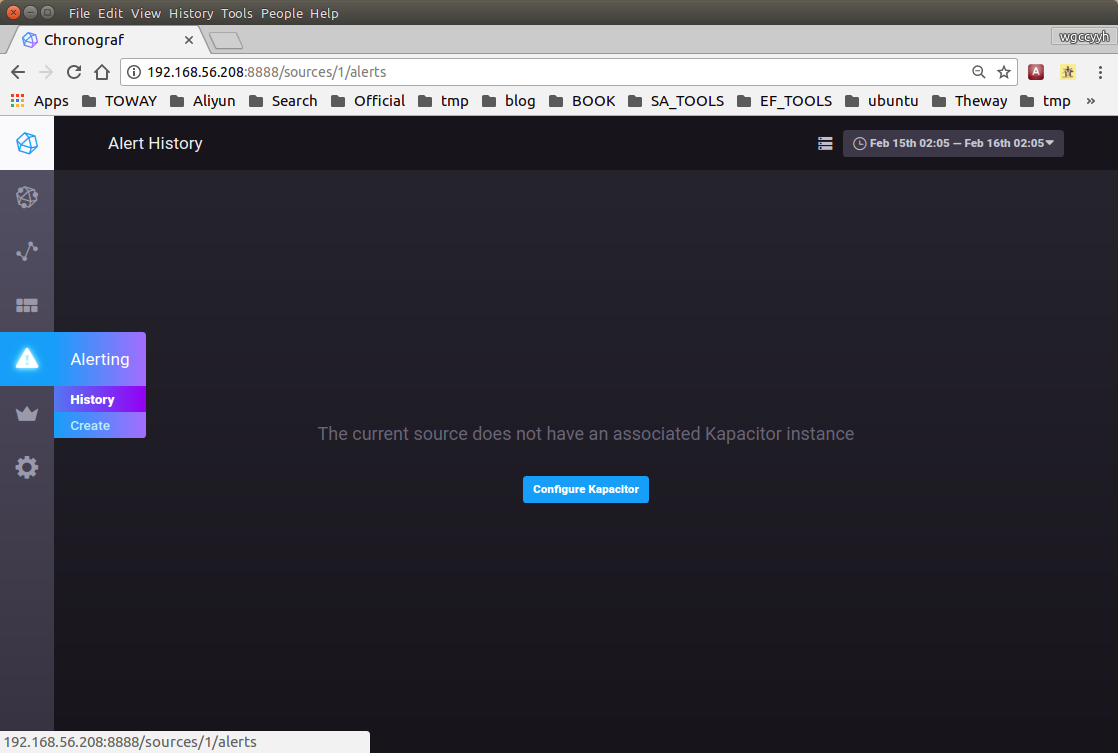 File Edit View History Tools People Help
Chronograf
wgccyyh
192.168.56.208:8888/sources/1/alerts
Apps TOWAY Aliyun Search Official tmp blog BOOK SA_TOOLS EF_TOOLS ubuntu Theway tmp »
Alert History
Feb 15th 02:05 — Feb 16th 02:05
Alerting
History
Create
The current source does not have an associated Kapacitor instance
Configure Kapacitor
192.168.56.208:8888/sources/1/alerts